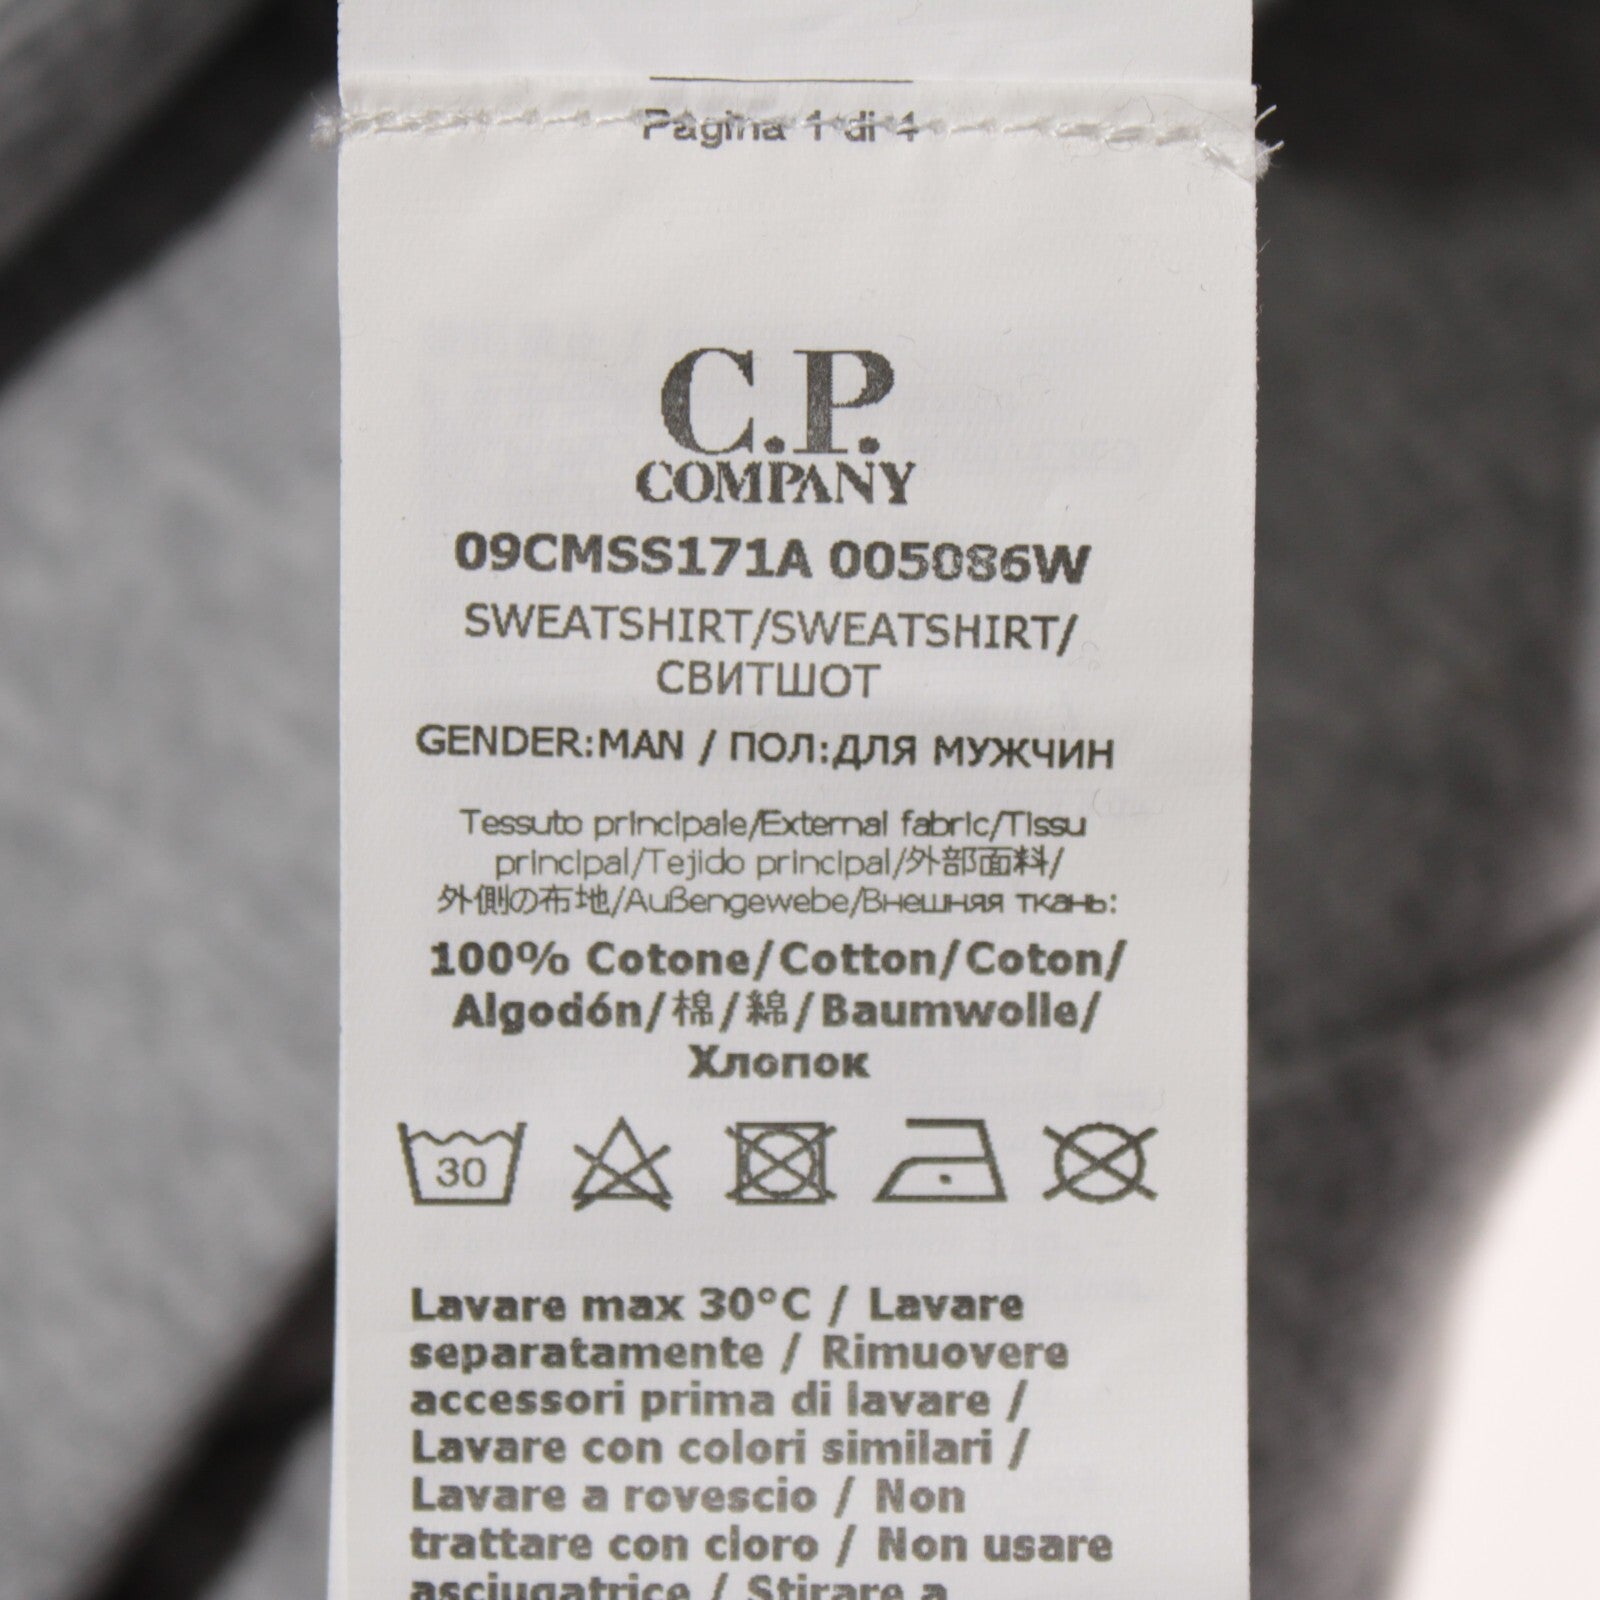 Pagina 1 di 4
C.P.
COMPANY
09CMSS171A 005086W
SWEATSHIRT/SWEATSHIRT/
СВИТШОТ
GENDER:MAN / ПОЛ:ДЛЯ МУЖЧИН
Tessuto principale/External fabric/Tissu
principal/Tejido principal/外部面料/
外側の布地/Außengewebe/Внешняя ткань:
100% Cotone/Cotton/Coton/
Algodón/棉/綿/Baumwolle/
Хлопок
30
Lavare max 30°C / Lavare
separatamente / Rimuovere
accessori prima di lavare /
Lavare con colori similari /
Lavare a rovescio / Non
trattare con cloro / Non usare
asciugatrice / Stirare a